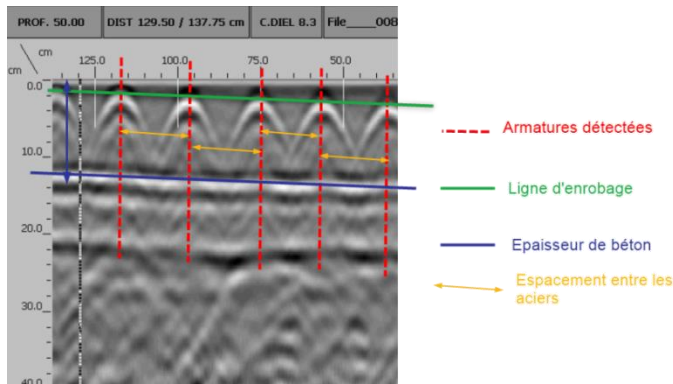 PROF. 50.00 DIST 129.50 / 137.75 cm C.DIEL 8.3 File____008
cm
cm
125.0 100.0 75.0 50.0
0.0
10.0
20.0
30.0
40.0
Armatures détectées
Ligne d'enrobage
Epaisseur de béton
Espacement entre les
aciers